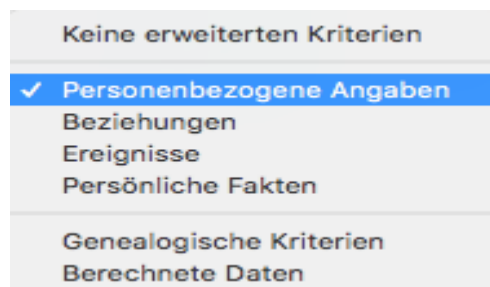 Keine erweiterten Kriterien
✓ Personenbezogene Angaben
Beziehungen
Ereignisse
Persönliche Fakten
Genealogische Kriterien
Berechnete Daten